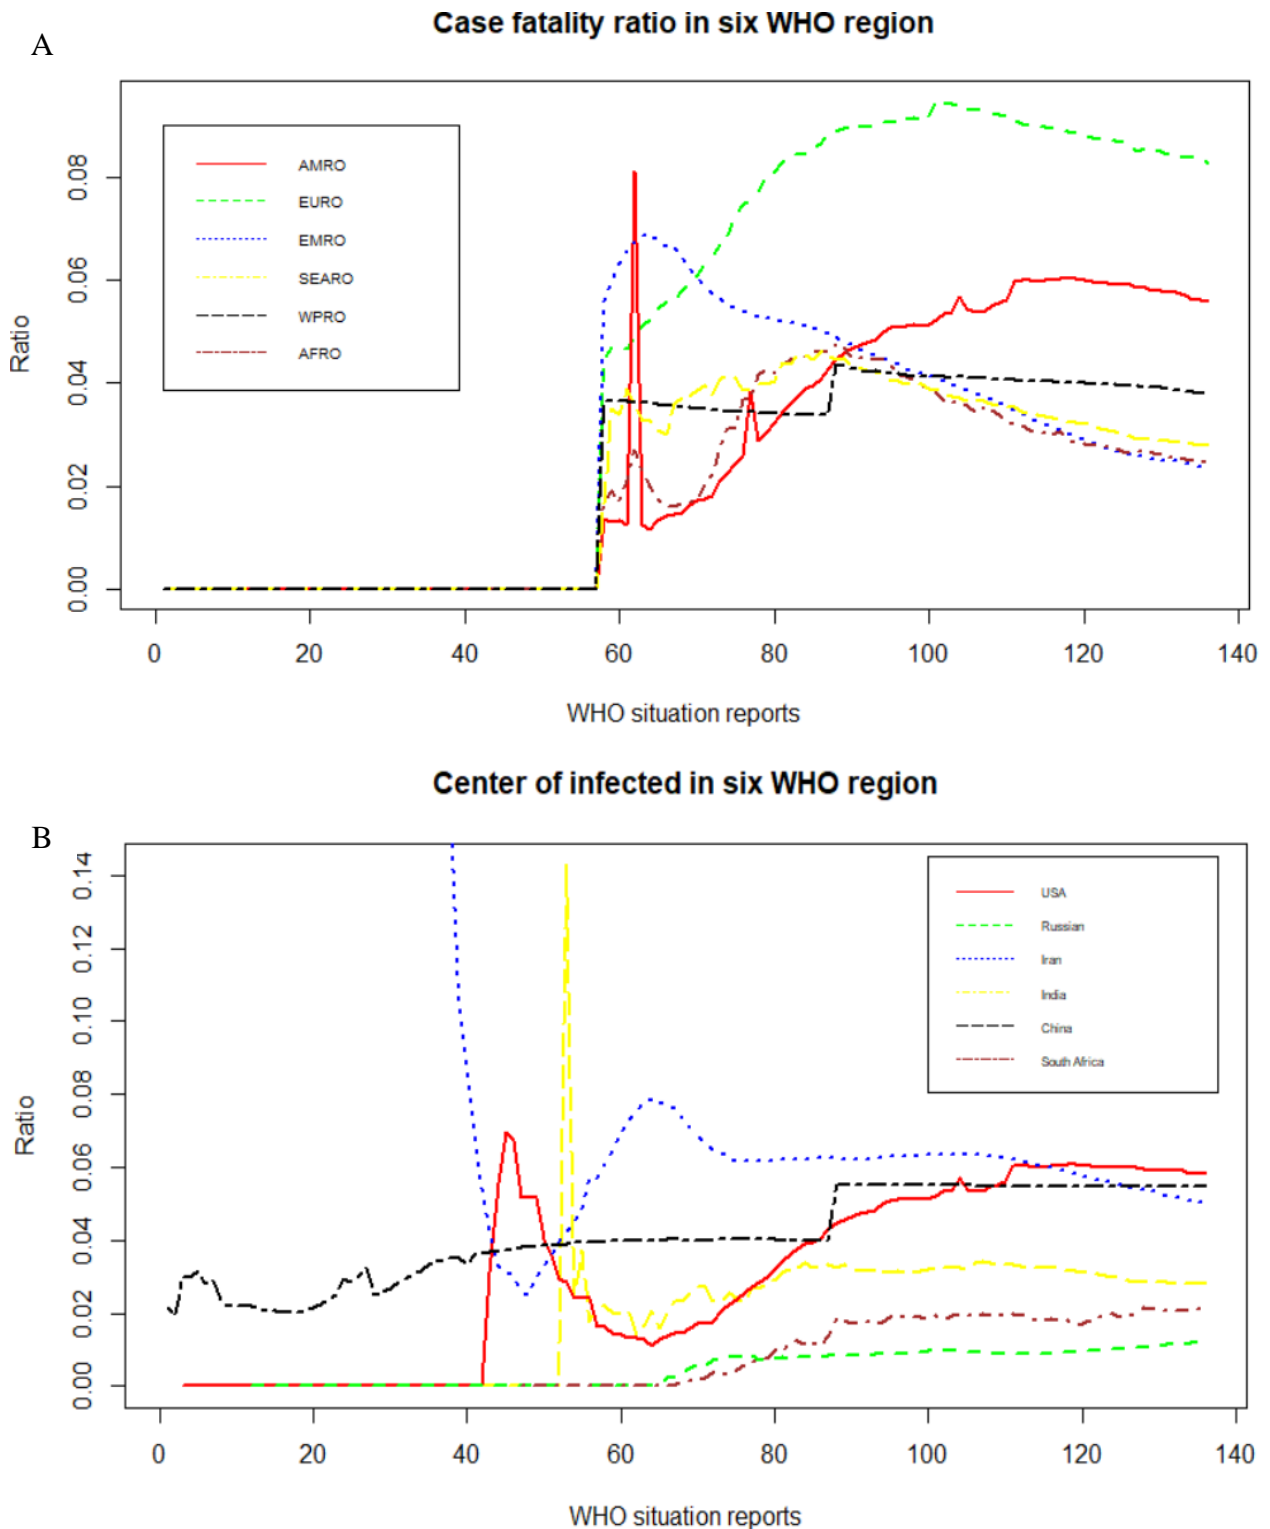 Case fatality ratio in six WHO region
A
AMRO
EURO
EMRO
SEARO
WPRO
AFRO
Ratio
0.00
0.02
0.04
0.06
0.08
0 20 40 60 80 100 120 140
WHO situation reports
Center of infected in six WHO region
B
USA
Russian
Iran
India
China
South Africa
Ratio
0.00
0.02
0.04
0.06
0.08
0.10
0.12
0.14
0 20 40 60 80 100 120 140
WHO situation reports